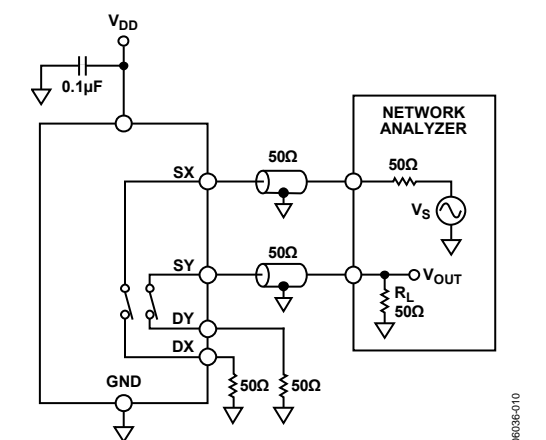 VDD
0.1µF
NETWORK
ANALYZER
50Ω
50Ω
SX
VS
50Ω
SY
VOUT
RL
50Ω
DY
DX
GND
50Ω
50Ω
06036-010